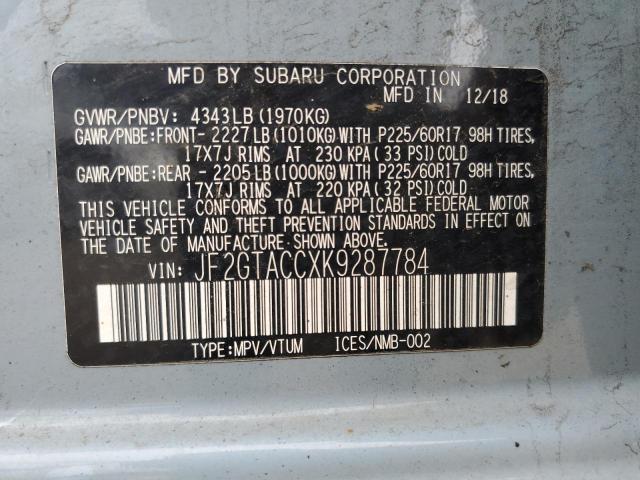 MFD BY SUBARU CORPORATION
MFD IN 12/18
GVWR/PNBV: 4343LB(1970KG)
GAWR/PNBE:FRONT- 2227LB(1010KG)WITH P225/60R17 98H TIRES,
17X7J RIMS AT 230 KPA(33 PSI)COLD
GAWR/PNBE:REAR - 2205LB(1000KG)WITH P225/60R17 98H TIRES,
17X7J RIMS AT 220 KPA(32 PSI)COLD
THIS VEHICLE CONFORMS TO ALL APPLICABLE FEDERAL MOTOR
VEHICLE SAFETY AND THEFT PREVENTION STANDARDS IN EFFECT ON
THE DATE OF MANUFACTURE SHOWN ABOVE.
VIN: JF2GTACCXK9287784
TYPE:MPV/VTUM ICES/NMB-002